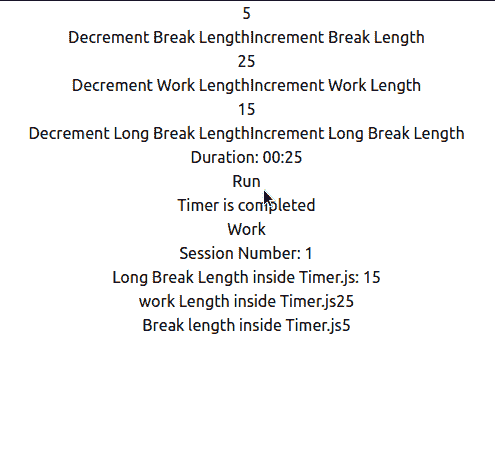 5
Decrement Break LengthIncrement Break Length
25
Decrement Work LengthIncrement Work Length
15
Decrement Long Break LengthIncrement Long Break Length
Duration: 00:25
Run
Timer is completed
Work
Session Number: 1
Long Break Length inside Timer.js: 15
work Length inside Timer.js25
Break length inside Timer.js5